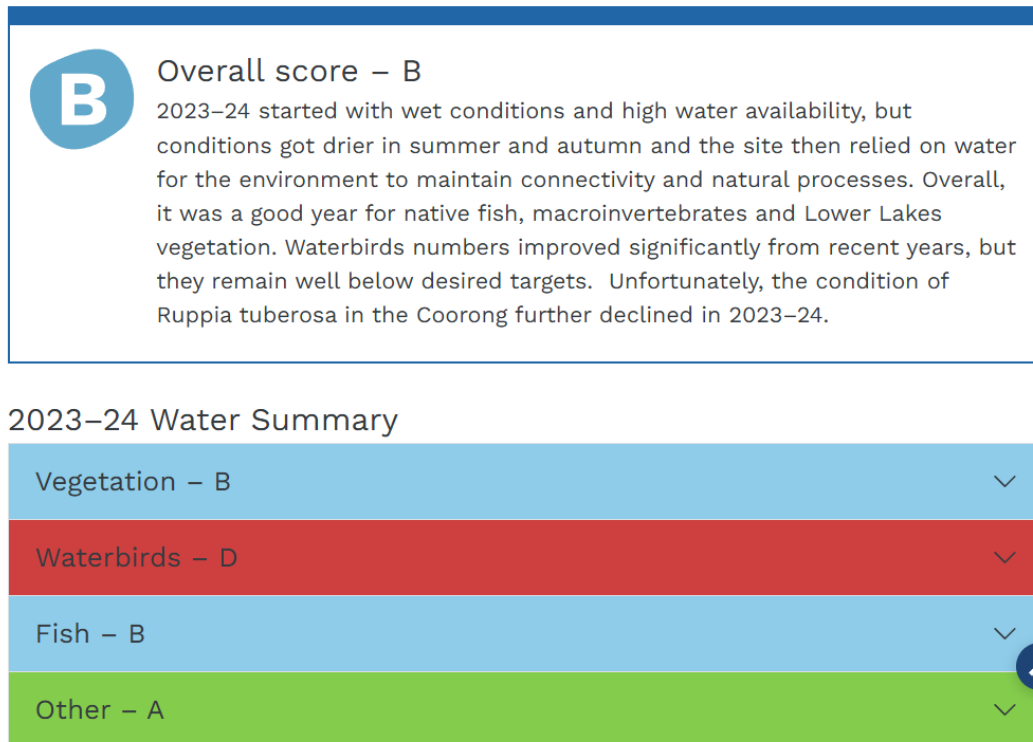 B
Overall score – B
2023–24 started with wet conditions and high water availability, but
conditions got drier in summer and autumn and the site then relied on water
for the environment to maintain connectivity and natural processes. Overall,
it was a good year for native fish, macroinvertebrates and Lower Lakes
vegetation. Waterbirds numbers improved significantly from recent years, but
they remain well below desired targets.  Unfortunately, the condition of
Ruppia tuberosa in the Coorong further declined in 2023–24.
2023–24 Water Summary
Vegetation – B
Waterbirds – D
Fish – B
Other – A